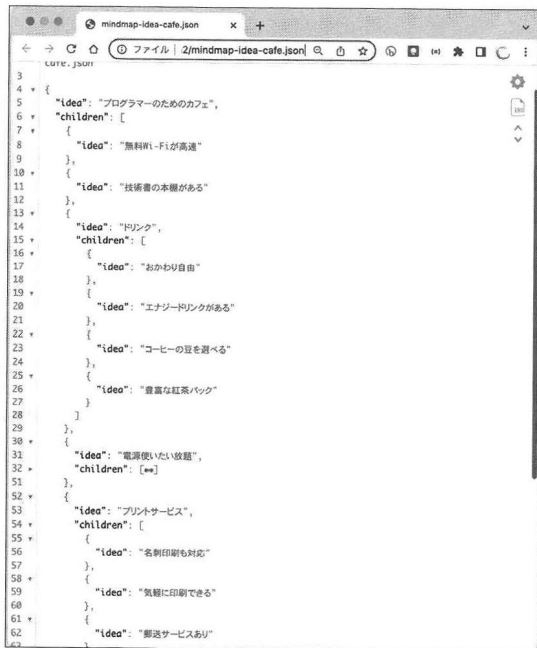 mindmap-idea-cafe.json
ファイル 2/mindmap-idea-cafe.json
cafe.json
3
4 {
5 "idea": "プログラマーのためのカフェ",
6 "children": [
7 {
8 "idea": "無料Wi-Fiが高速"
9 },
10 {
11 "idea": "技術書の本棚がある"
12 },
13 {
14 "idea": "ドリンク",
15 "children": [
16 {
17 "idea": "おかわり自由"
18 },
19 {
20 "idea": "エナジードリンクがある"
21 },
22 {
23 "idea": "コーヒーの豆を選べる"
24 },
25 {
26 "idea": "豊富な紅茶パック"
27 }
28 ]
29 },
30 {
31 "idea": "電源使いたい放題",
32 "children": [↔]
51 },
52 {
53 "idea": "プリントサービス",
54 "children": [
55 {
56 "idea": "名刺印刷も対応"
57 },
58 {
59 "idea": "気軽に印刷できる"
60 },
61 {
62 "idea": "郵送サービスあり"
63 }